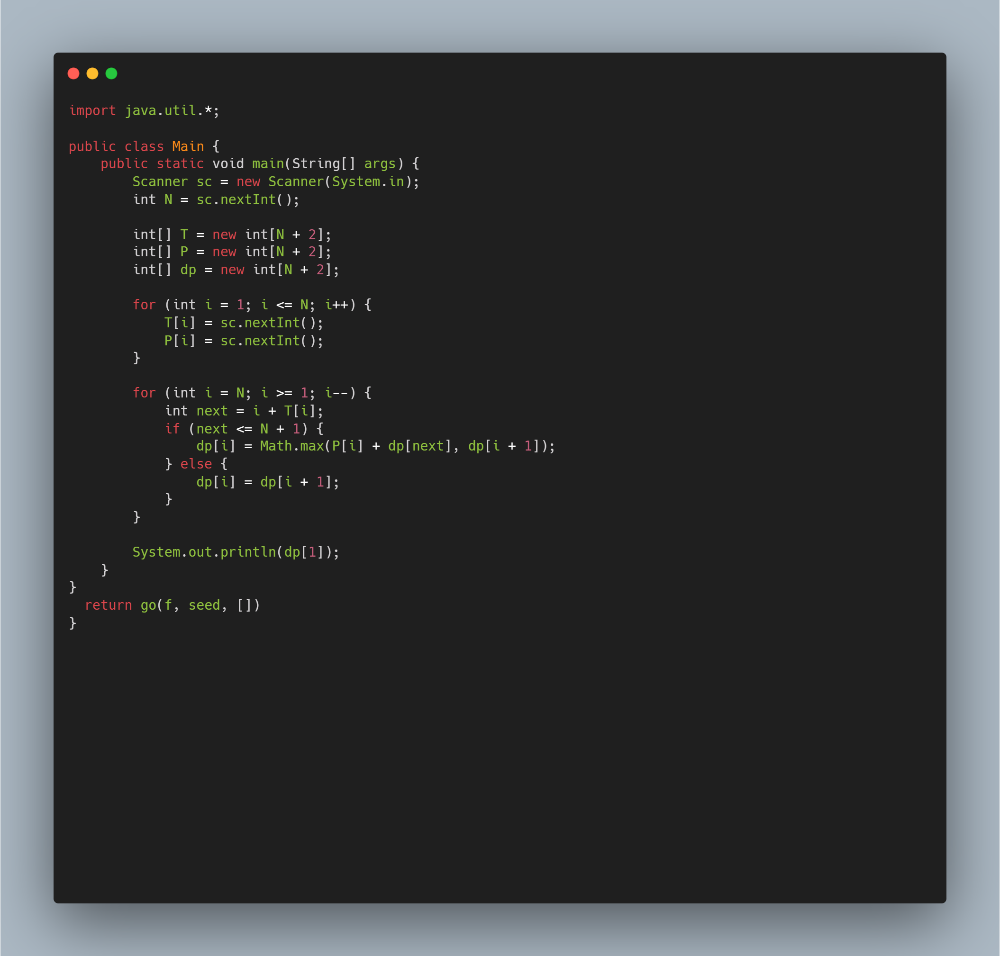 import java.util.*;

public class Main {
    public static void main(String[] args) {
        Scanner sc = new Scanner(System.in);
        int N = sc.nextInt();

        int[] T = new int[N + 2];
        int[] P = new int[N + 2];
        int[] dp = new int[N + 2];

        for (int i = 1; i <= N; i++) {
            T[i] = sc.nextInt();
            P[i] = sc.nextInt();
        }

        for (int i = N; i >= 1; i--) {
            int next = i + T[i];
            if (next <= N + 1) {
                dp[i] = Math.max(P[i] + dp[next], dp[i + 1]);
            } else {
                dp[i] = dp[i + 1];
            }
        }

        System.out.println(dp[1]);
    }
}
  return go(f, seed, [])
}